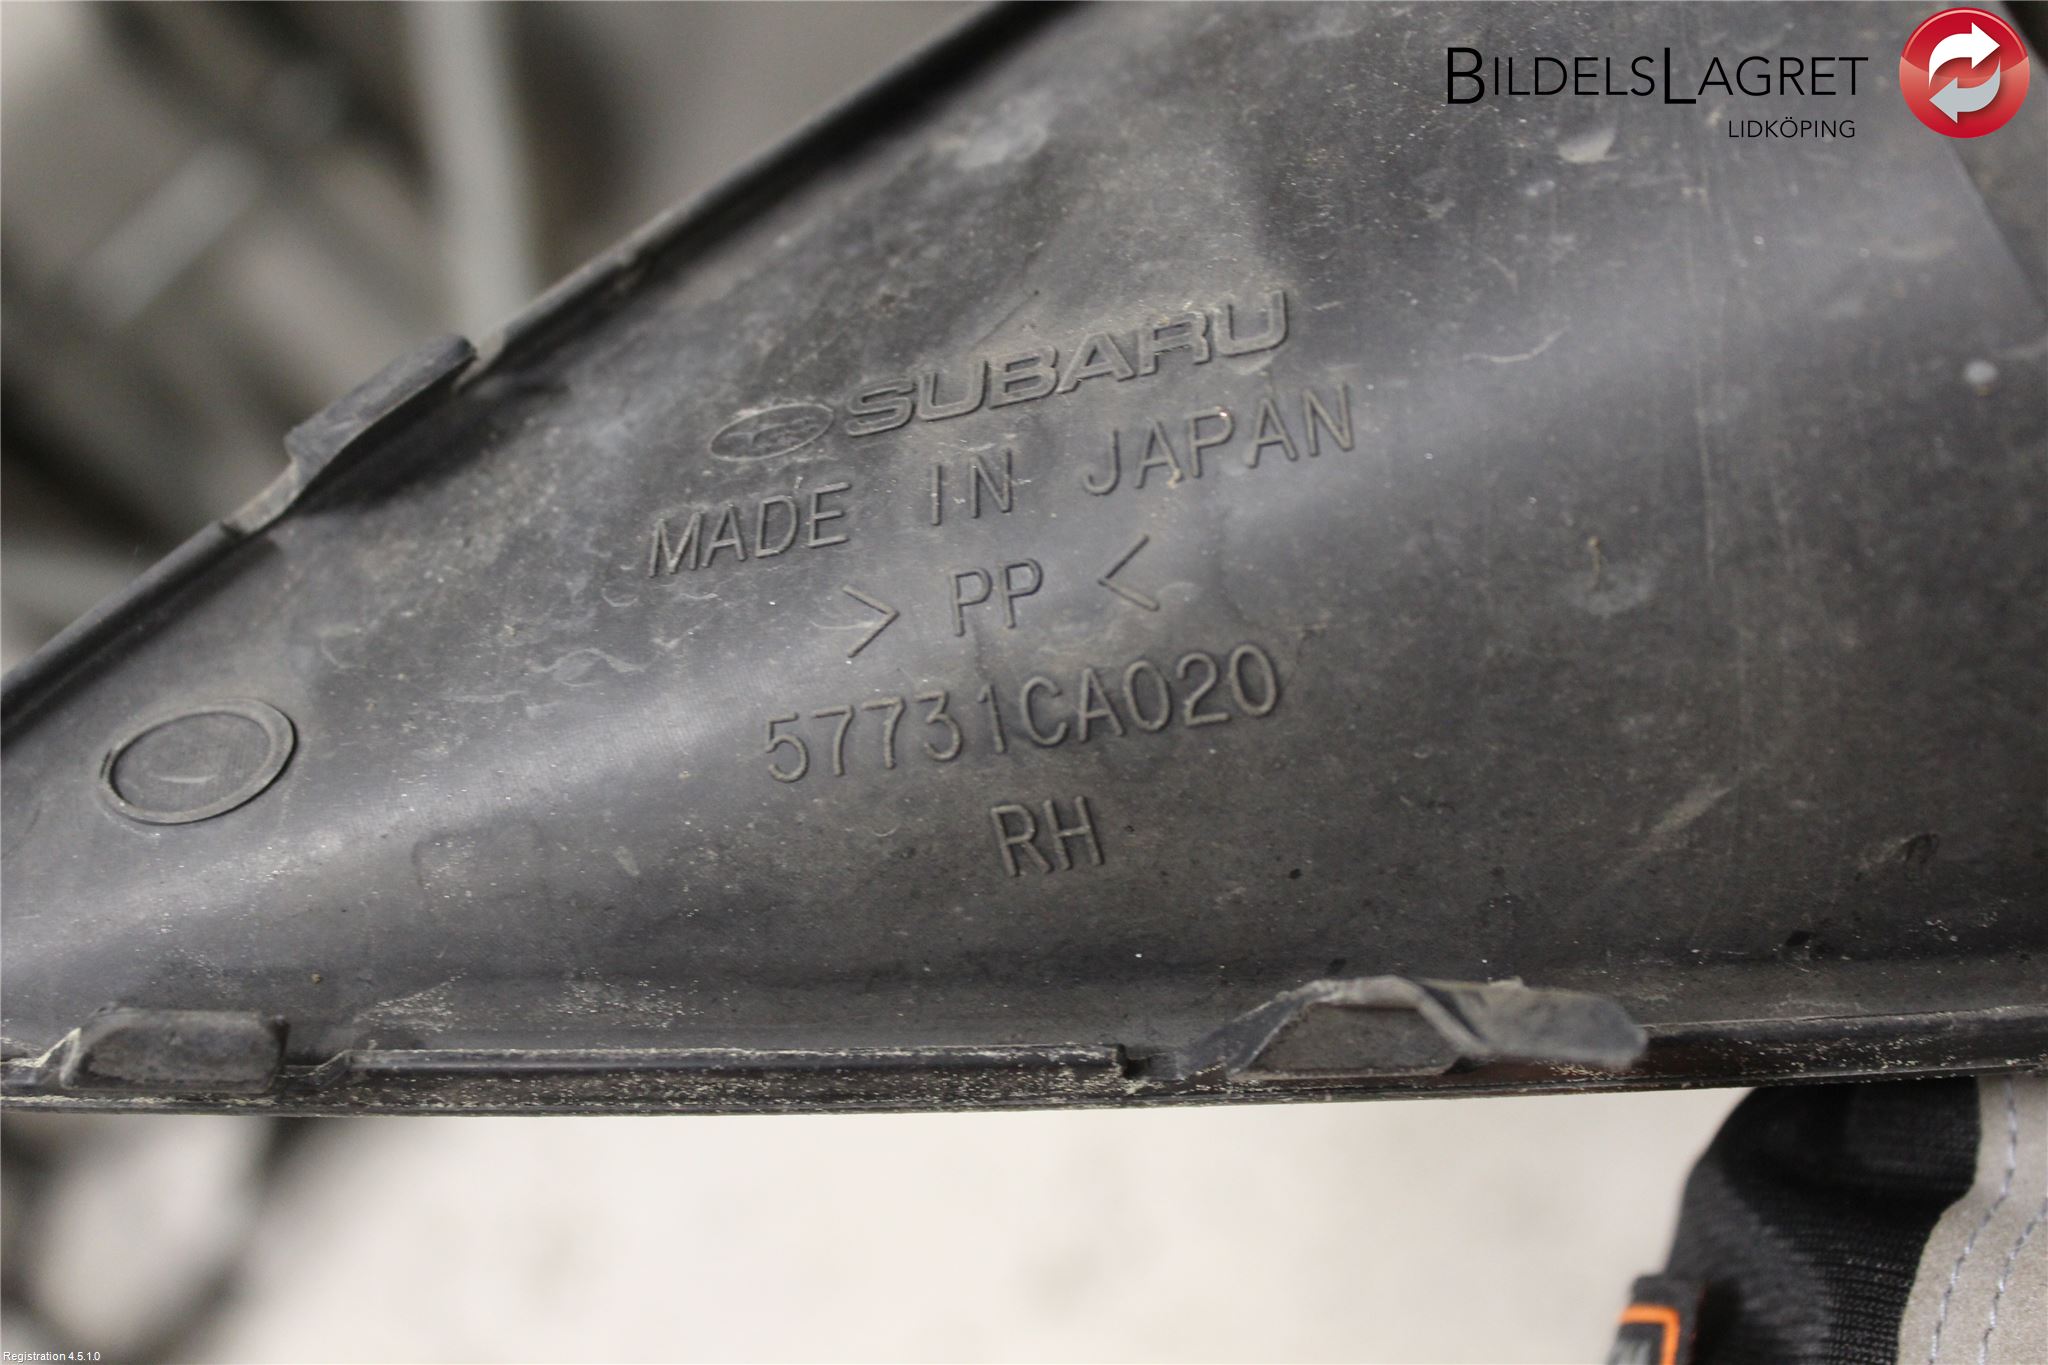 BILDELSLAGRET
LIDKÖPING
SUBARU
MADE IN JAPAN
> PP <
57731CA020
RH
Registration 4.5.1.0